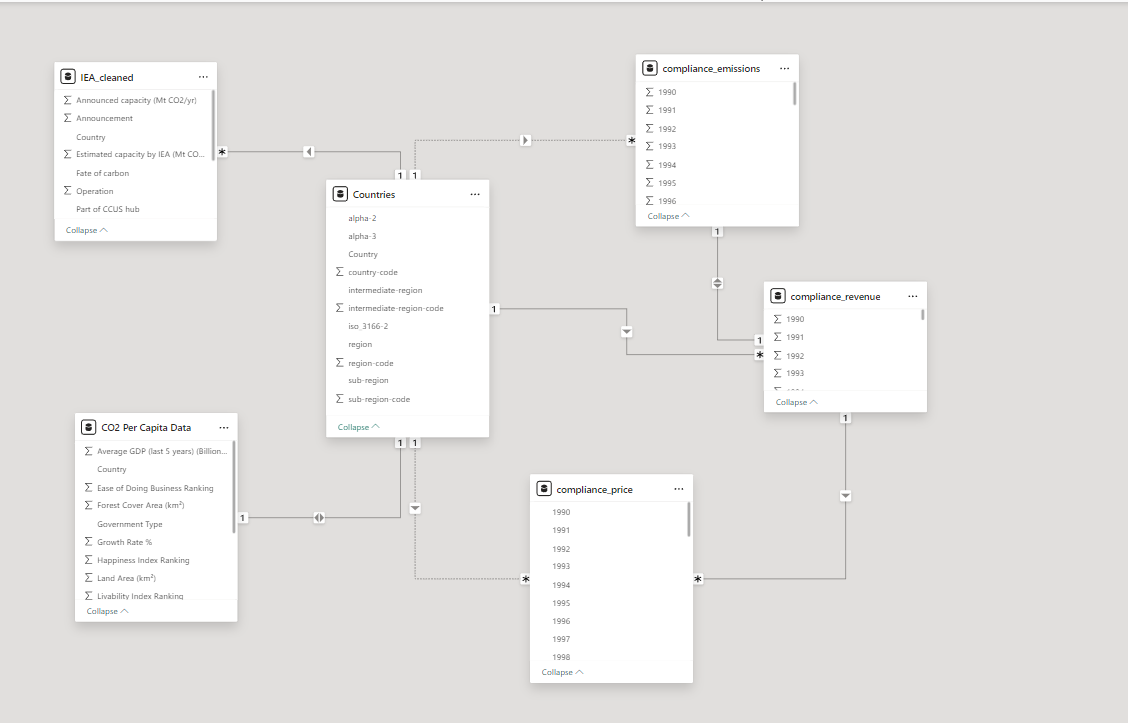 IEA_cleaned
Announced capacity (Mt CO2/yr)
Announcement
Country
Estimated capacity by IEA (Mt CO...
Fate of carbon
Operation
Part of CCUS hub
Collapse
compliance_emissions
1990
1991
1992
1993
1994
1995
1996
Collapse
*
1 1
*
Countries
alpha-2
alpha-3
Country
country-code
intermediate-region
intermediate-region-code
iso_3166-2
region
region-code
sub-region
sub-region-code
Collapse
1
1
1
*
compliance_revenue
1990
1991
1992
1993
Collapse
CO2 Per Capita Data
Average GDP (last 5 years) (Billion...
Country
Ease of Doing Business Ranking
Forest Cover Area (km²)
Government Type
Growth Rate %
Happiness Index Ranking
Land Area (km²)
Livability Index Ranking
Collapse
1 1
1
1
compliance_price
1990
1991
1992
1993
1994
1995
1996
1997
1998
Collapse
*
*